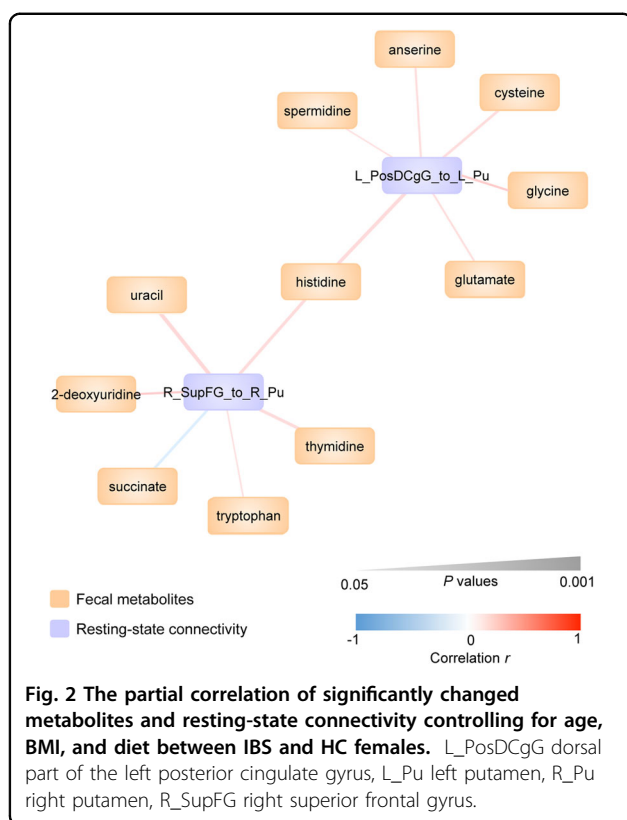 anserine
cysteine
spermidine
L_PosDCgG_to_L_Pu
glycine
histidine
glutamate
uracil
2-deoxyuridine
R_SupFG_to_R_Pu
thymidine
succinate
tryptophan
Fecal metabolites
Resting-state connectivity
0.05
P values
0.001
-1
0
1
Correlation r
Fig. 2 The partial correlation of significantly changed
metabolites and resting-state connectivity controlling for age,
BMI, and diet between IBS and HC females. L_PosDCgG dorsal
part of the left posterior cingulate gyrus, L_Pu left putamen, R_Pu
right putamen, R_SupFG right superior frontal gyrus.